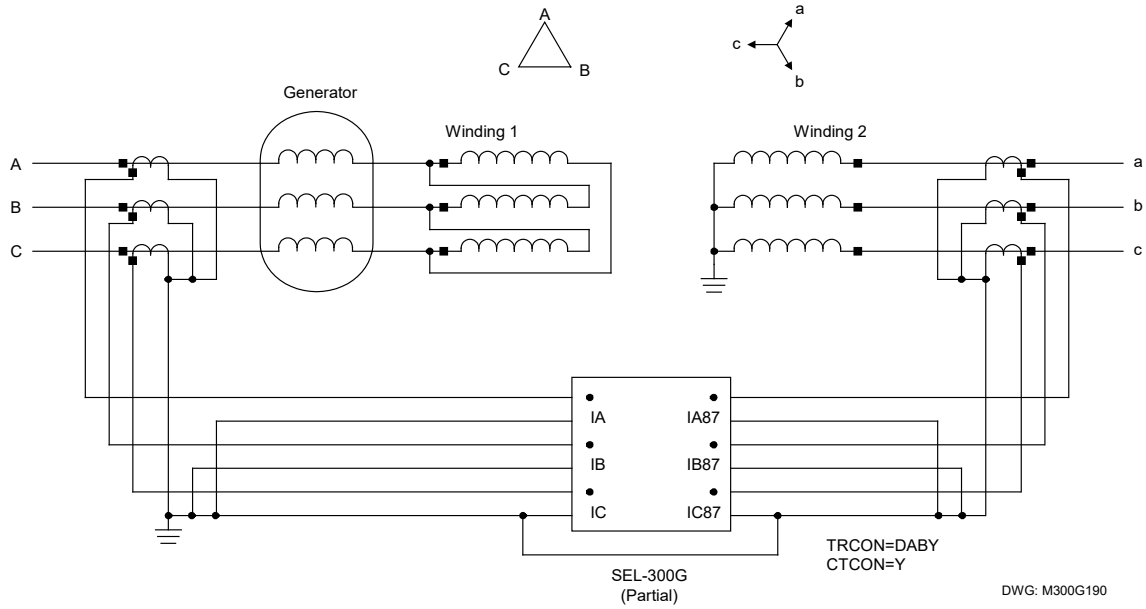 A
C
B
a
c
b
Generator
Winding 1
Winding 2
A
a
B
b
C
c
IA
IA87
IB
IB87
IC
IC87
TRCON=DABY
CTCON=Y
SEL-300G
(Partial)
DWG: M300G190